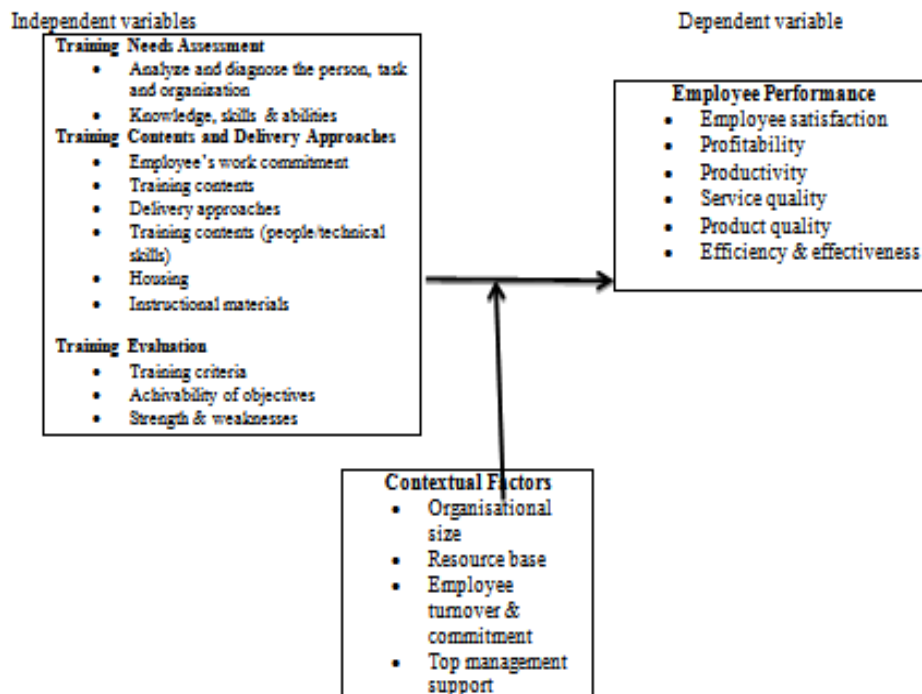 Independent variables
Dependent variable
Training Needs Assessment
• Analyze and diagnose the person, task
and organization
• Knowledge, skills & abilities
Training Contents and Delivery Approaches
• Employee's work commitment
• Training contents
• Delivery approaches
• Training contents (people/technical
skills)
• Housing
• Instructional materials
Training Evaluation
• Training criteria
• Achivability of objectives
• Strength & weaknesses
Employee Performance
• Employee satisfaction
• Profitability
• Productivity
• Service quality
• Product quality
• Efficiency & effectiveness
Contextual Factors
• Organisational
size
• Resource base
• Employee
turnover &
commitment
• Top management
support